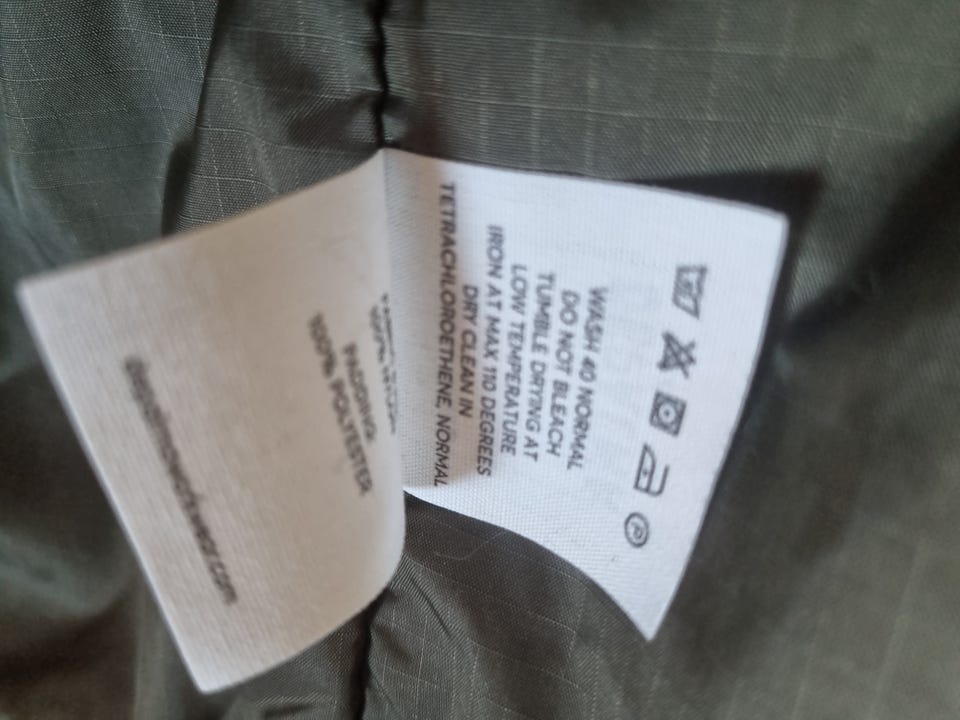 WASH 40 NORMAL
DO NOT BLEACH
TUMBLE DRYING AT
LOW TEMPERATURE
IRON AT MAX 110 DEGREES
DRY CLEAN IN
TETRACHLOROETHENE, NORMAL
PADDING:
100% POLYESTER